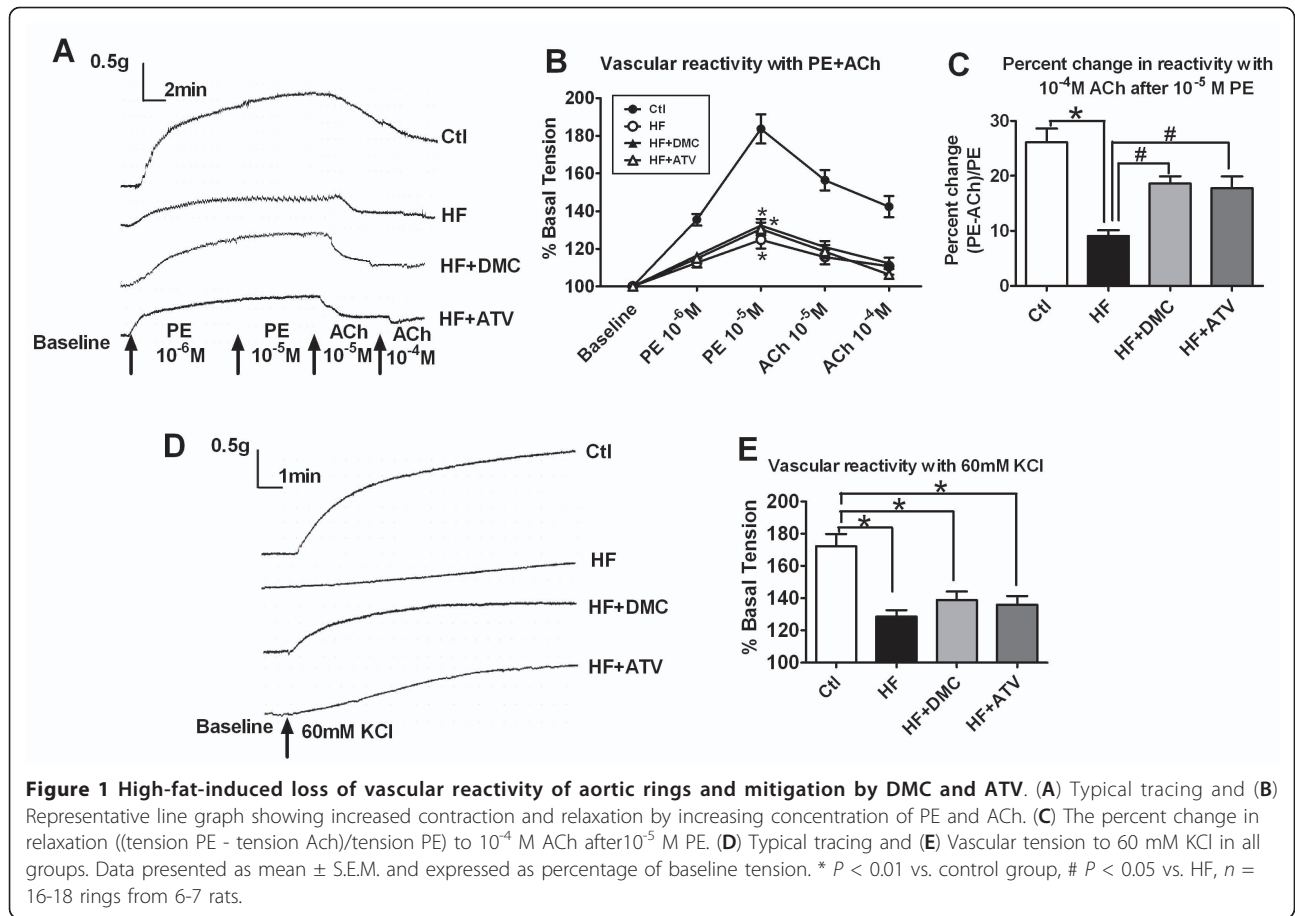 A
0.5g
2min
Ctl
HF
HF+DMC
HF+ATV
Baseline
PE
10⁻⁶M
PE
10⁻⁵M
ACh
10⁻⁵M
ACh
10⁻⁴M
B
Vascular reactivity with PE+ACh
% Basal Tension
200
180
160
140
120
100
Ctl
HF
HF+DMC
HF+ATV
*
*
*
Baseline
PE 10⁻⁶M
PE 10⁻⁵M
ACh 10⁻⁵M
ACh 10⁻⁴M
C
Percent change in reactivity with
10⁻⁴M ACh after 10⁻⁵ M PE
Percent change
(PE-ACh)/PE
30
20
10
0
*
#
#
Ctl
HF
HF+DMC
HF+ATV
D
0.5g
1min
Ctl
HF
HF+DMC
HF+ATV
Baseline
60mM KCl
E
Vascular reactivity with 60mM KCl
% Basal Tension
200
180
160
140
120
100
*
*
*
Ctl
HF
HF+DMC
HF+ATV
Figure 1 High-fat-induced loss of vascular reactivity of aortic rings and mitigation by DMC and ATV. (A) Typical tracing and (B)
Representative line graph showing increased contraction and relaxation by increasing concentration of PE and ACh. (C) The percent change in
relaxation ((tension PE - tension Ach)/tension PE) to 10⁻⁴ M ACh after10⁻⁵ M PE. (D) Typical tracing and (E) Vascular tension to 60 mM KCl in all
groups. Data presented as mean ± S.E.M. and expressed as percentage of baseline tension. * P < 0.01 vs. control group, # P < 0.05 vs. HF, n =
16-18 rings from 6-7 rats.